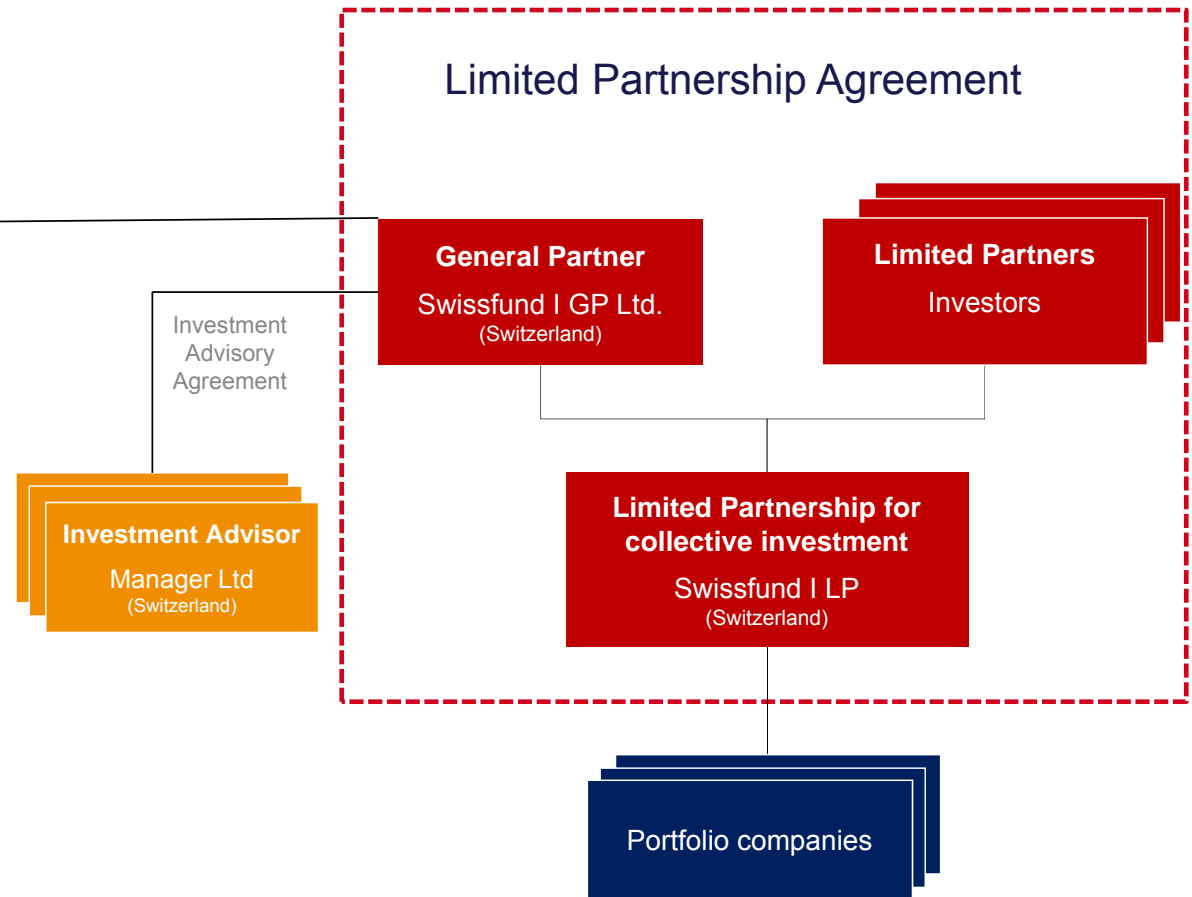 Limited Partnership Agreement
General Partner
Swissfund I GP Ltd.
(Switzerland)
Limited Partners
Investors
Investment
Advisory
Agreement
Investment Advisor
Manager Ltd
(Switzerland)
Limited Partnership for
collective investment
Swissfund I LP
(Switzerland)
Portfolio companies